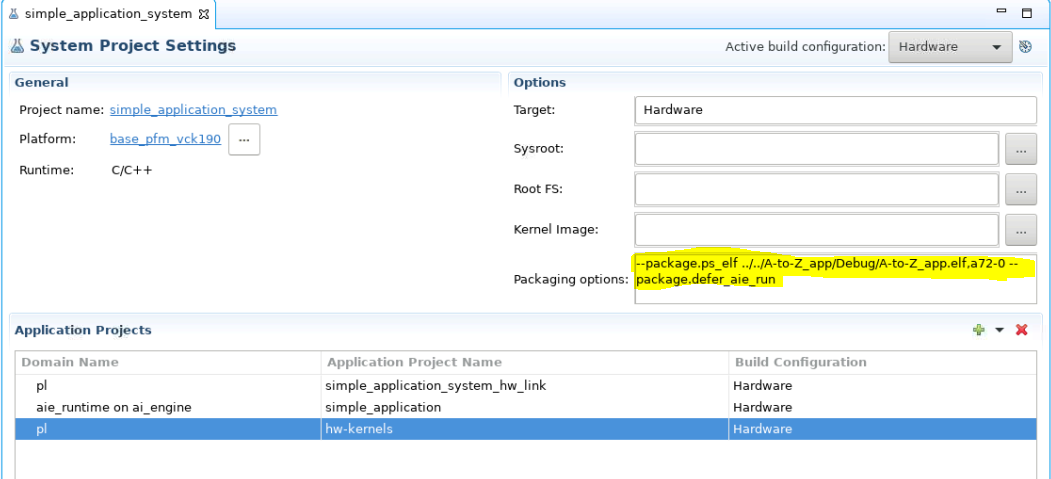 simple_application_system
System Project Settings
Active build configuration: Hardware
General
Project name: simple_application_system
Platform: base_pfm_vck190 ...
Runtime: C/C++
Options
Target: Hardware
Sysroot: ...
Root FS: ...
Kernel Image: ...
Packaging options: --package.ps_elf ../../A-to-Z_app/Debug/A-to-Z_app.elf,a72-0 --
package.defer_aie_run
Application Projects
Domain Name Application Project Name Build Configuration
pl simple_application_system_hw_link Hardware
aie_runtime on ai_engine simple_application Hardware
pl hw-kernels Hardware